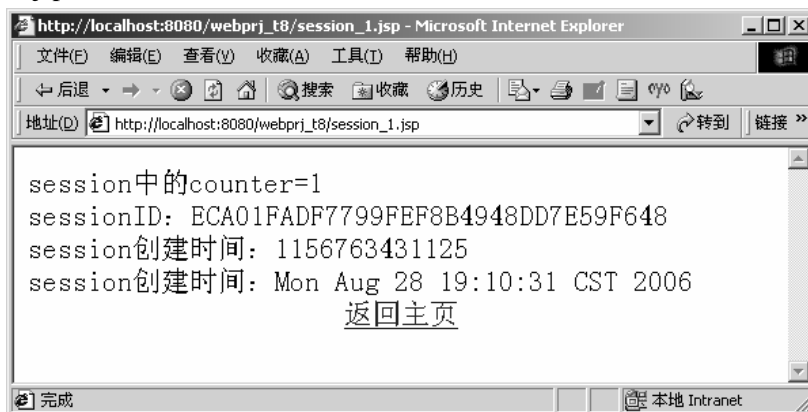 http://localhost:8080/webprj_t8/session_1.jsp - Microsoft Internet Explorer
文件(F) 编辑(E) 查看(V) 收藏(A) 工具(T) 帮助(H)
后退 搜索 收藏 历史
地址(D) http://localhost:8080/webprj_t8/session_1.jsp 转到 链接 »
session中的counter=1
sessionID: ECA01FADF7799FEF8B4948DD7E59F648
session创建时间: 1156763431125
session创建时间: Mon Aug 28 19:10:31 CST 2006
返回主页
完成 本地 Intranet